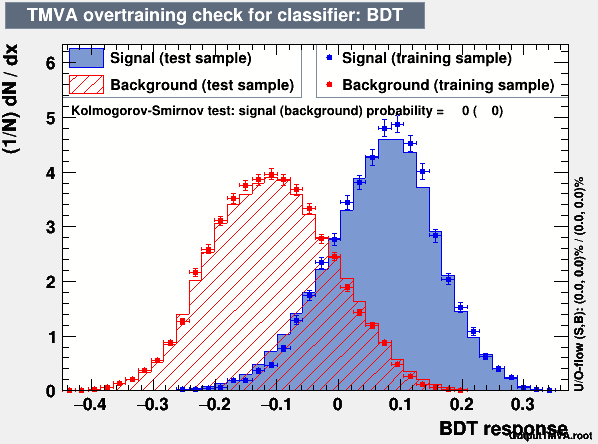 TMVA overtraining check for classifier: BDT
(1/N) dN / dx
Signal (test sample)
Background (test sample)
Signal (training sample)
Background (training sample)
Kolmogorov-Smirnov test: signal (background) probability = 0 ( 0)
6
5
4
3
2
1
0
−0.4 −0.3 −0.2 −0.1 0 0.1 0.2 0.3
BDT response
U/O-flow (S,B): (0.0, 0.0)% / (0.0, 0.0)%